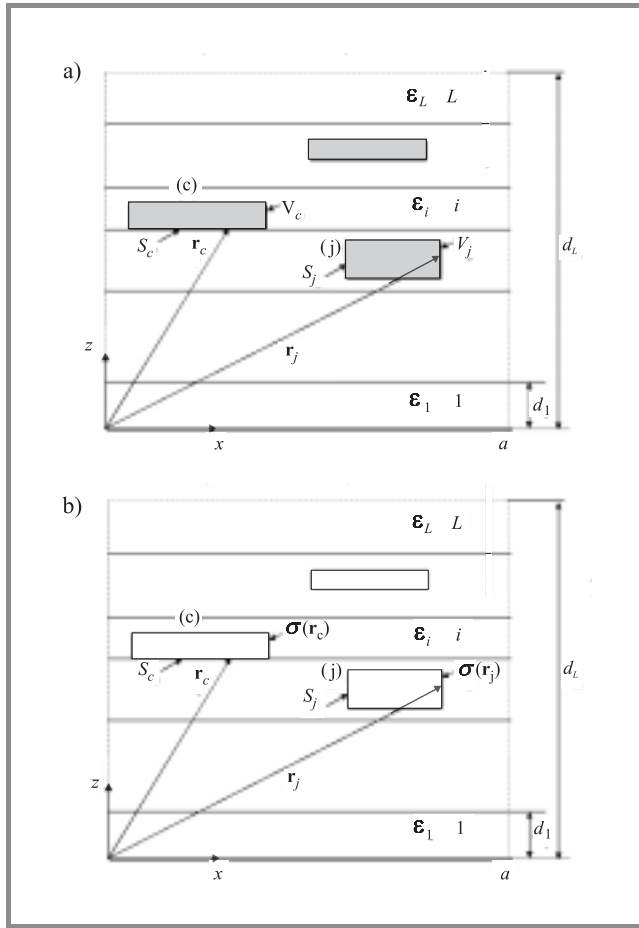 a)
ε_L L
(c)
V_c
ε_i i
S_c
r_c
(j)
V_j
S_j
d_L
z
r_j
ε_1 1
d_1
x
a
b)
ε_L L
(c)
σ(r_c)
ε_i i
S_c
r_c
(j)
σ(r_j)
S_j
d_L
z
r_j
ε_1 1
d_1
x
a